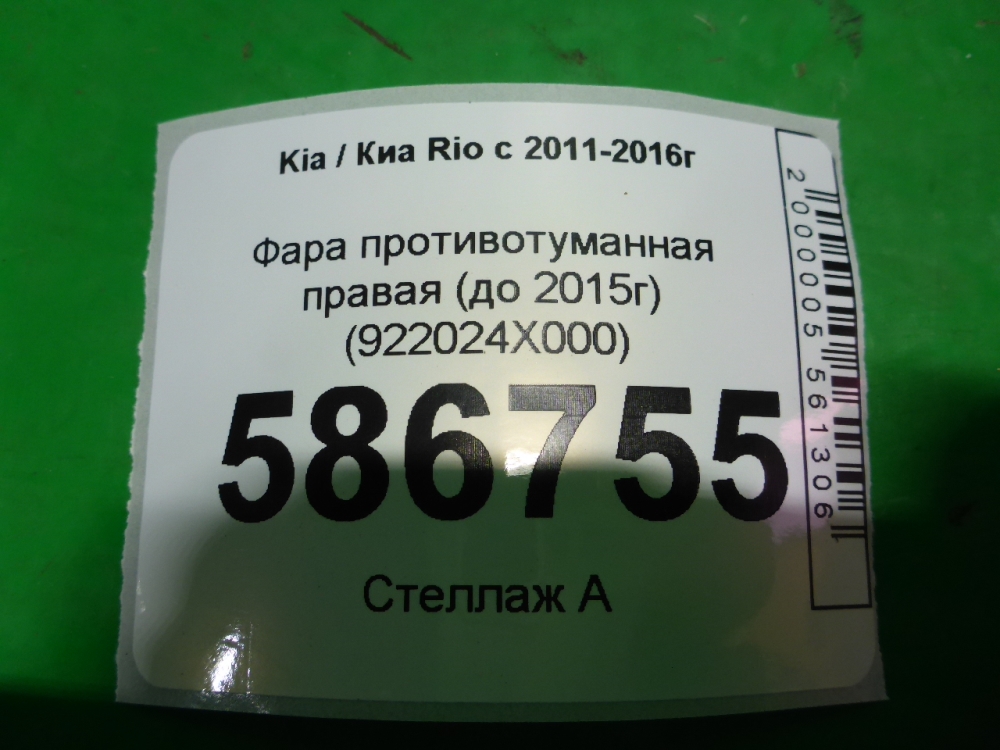 Kia / Киа Rio с 2011-2016г
Фара противотуманная
правая (до 2015г)
(922024X000)
586755
Стеллаж А
2000005561306